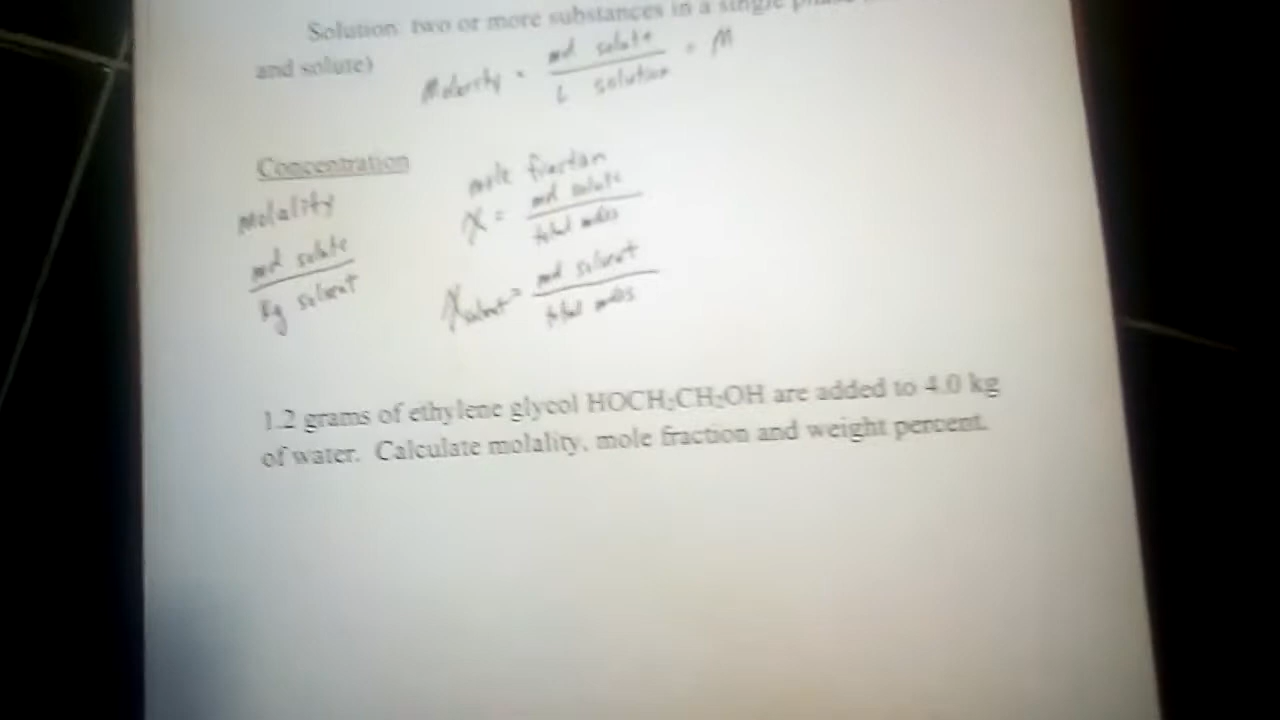 Solution: two or more substances in a single
and solute)
Molarity = mol solute / L solution = M
Concentration
molality
mol solute / kg solvent
mole fraction
X = mol solute / total moles
Xsolvent = mol solvent / total moles
1.2 grams of ethylene glycol HOCH₂CH₂OH are added to 4.0 kg
of water. Calculate molality, mole fraction and weight percent.